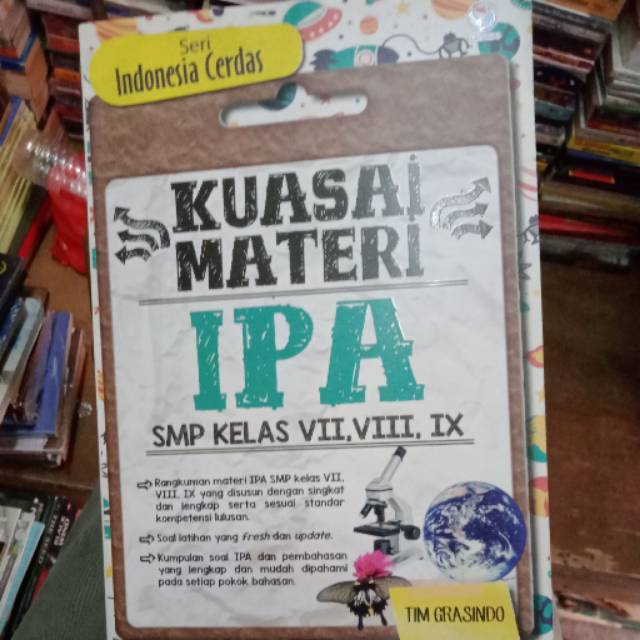 Seri
Indonesia Cerdas
KUASAI
MATERI
IPA
SMP KELAS VII, VIII, IX
Rangkuman materi IPA SMP kelas VII,
VIII, IX yang disusun dengan singkat
dan lengkap serta sesuai standar
kompetensi lulusan.
Soal latihan yang fresh dan update.
Kumpulan soal IPA dan pembahasan
yang lengkap dan mudah dipahami
pada setiap pokok bahasan.
TIM GRASINDO